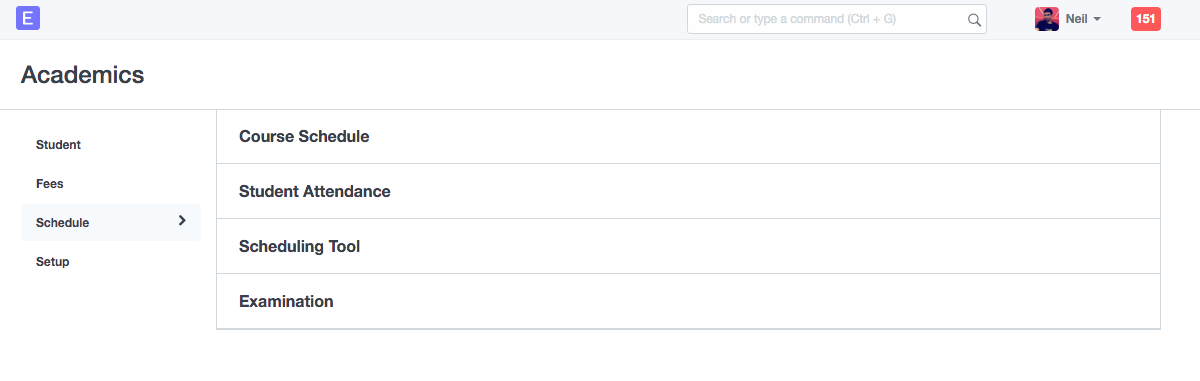 E
Search or type a command (Ctrl + G)
Neil
151
Academics
Student
Fees
Schedule
Setup
Course Schedule
Student Attendance
Scheduling Tool
Examination